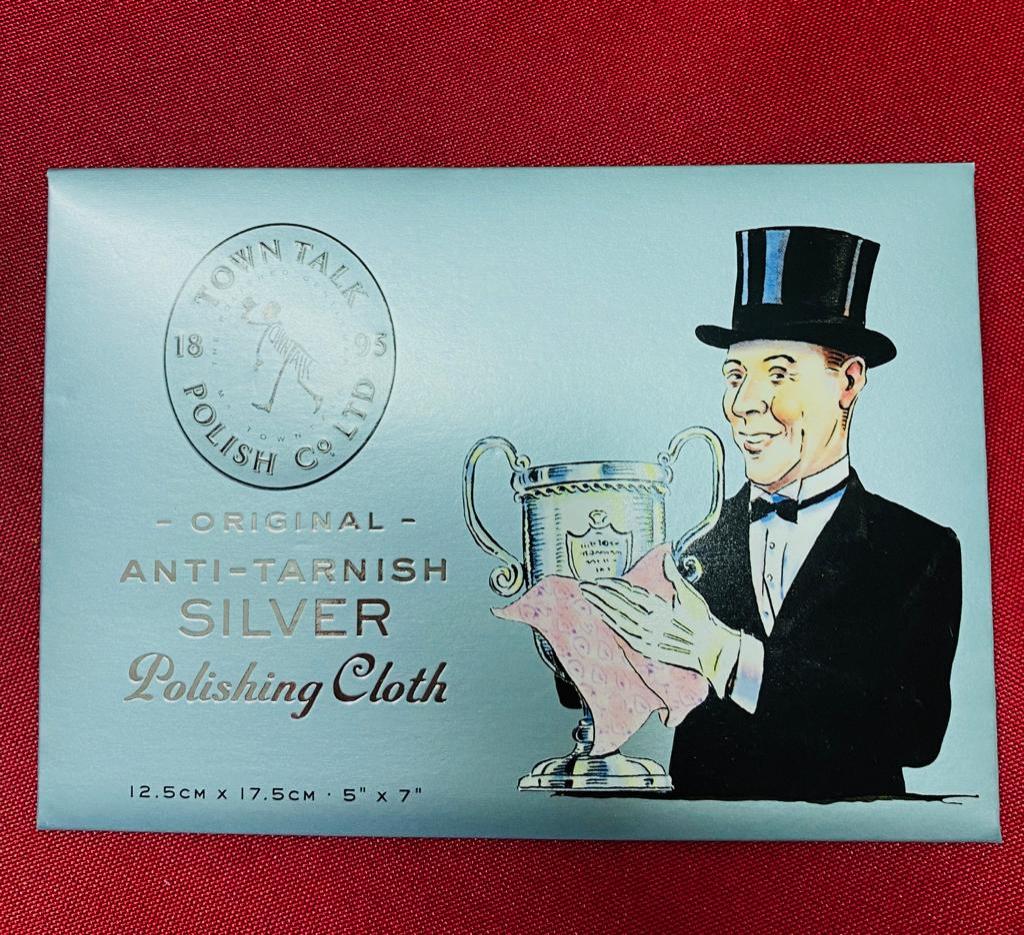 TOWN TALK
18 95
POLISH Co. LTD
- ORIGINAL -
ANTI-TARNISH
SILVER
Polishing Cloth
12.5CM X 17.5CM · 5" X 7"